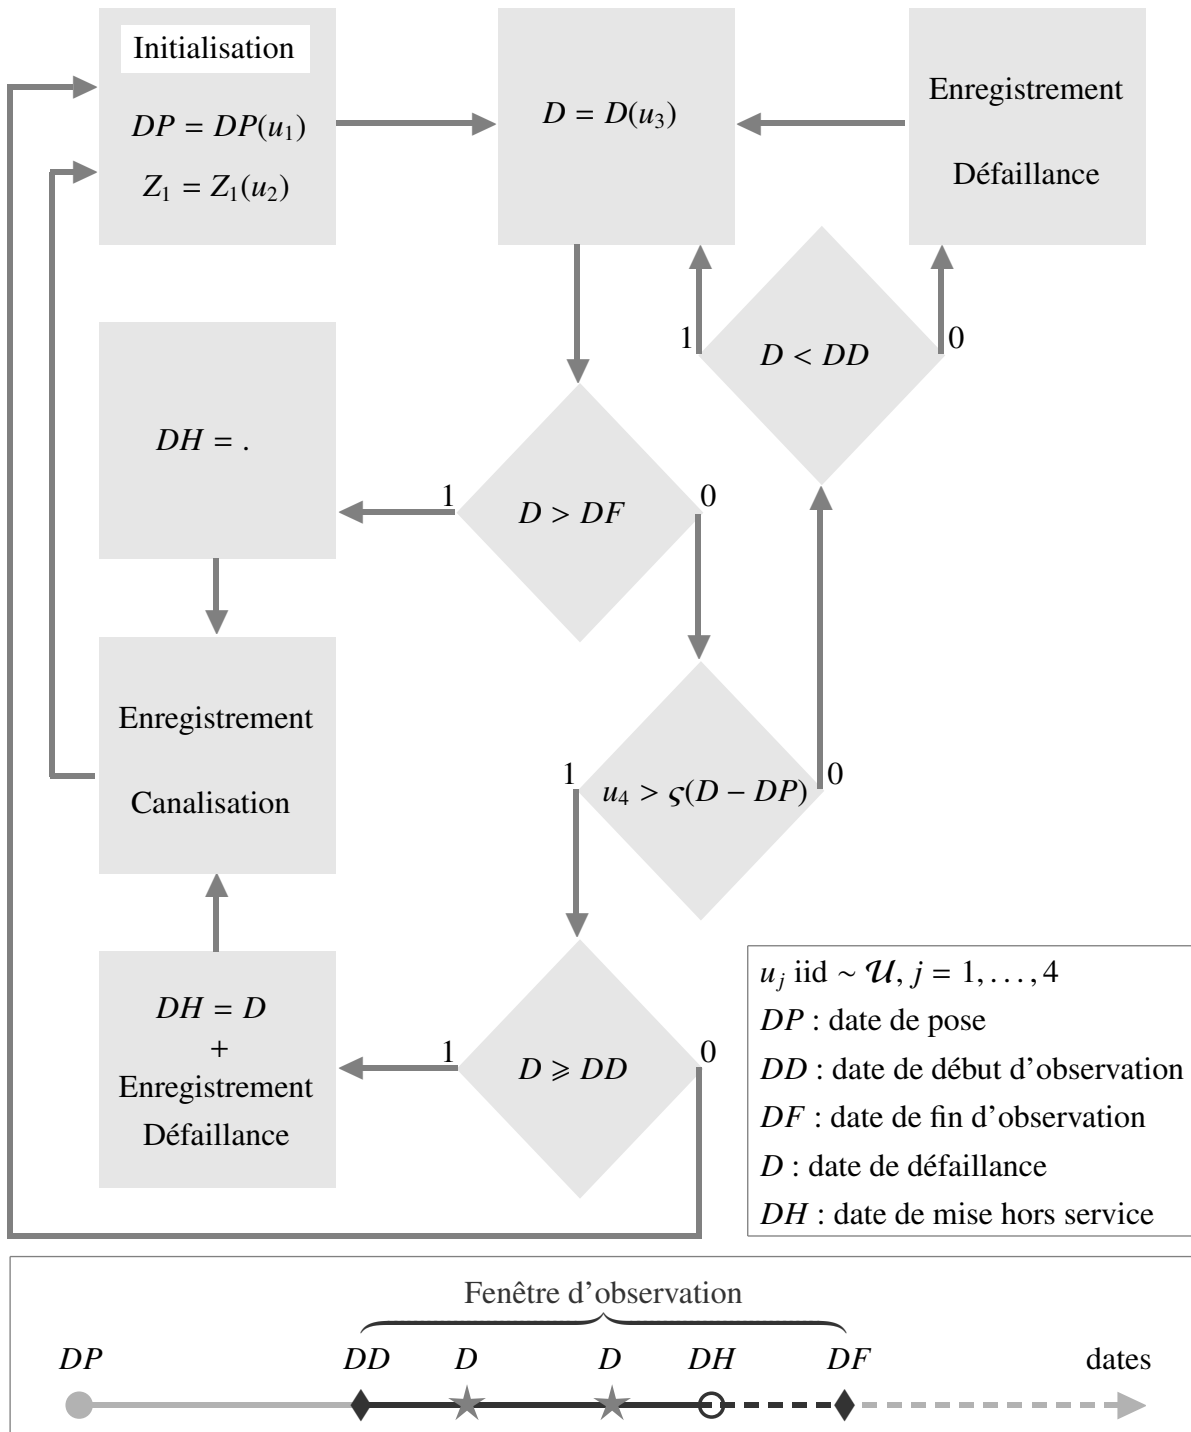 Initialisation
DP = DP(u₁)
Z₁ = Z₁(u₂)
D = D(u₃)
Enregistrement
Défaillance
1
D < DD
0
DH = .
1
D > DF
0
Enregistrement
Canalisation
1
u₄ > ς(D − DP)
0
DH = D
+
Enregistrement
Défaillance
1
D ⩾ DD
0
u_j iid ~ 𝒰, j = 1, . . . , 4
DP : date de pose
DD : date de début d’observation
DF : date de fin d’observation
D : date de défaillance
DH : date de mise hors service
Fenêtre d’observation
DP DD D D DH DF dates